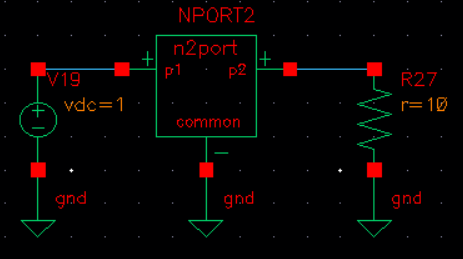 NPORT2
n2port
p1 p2
common
V19
vdc=1
R27
r=10
gnd
gnd
gnd